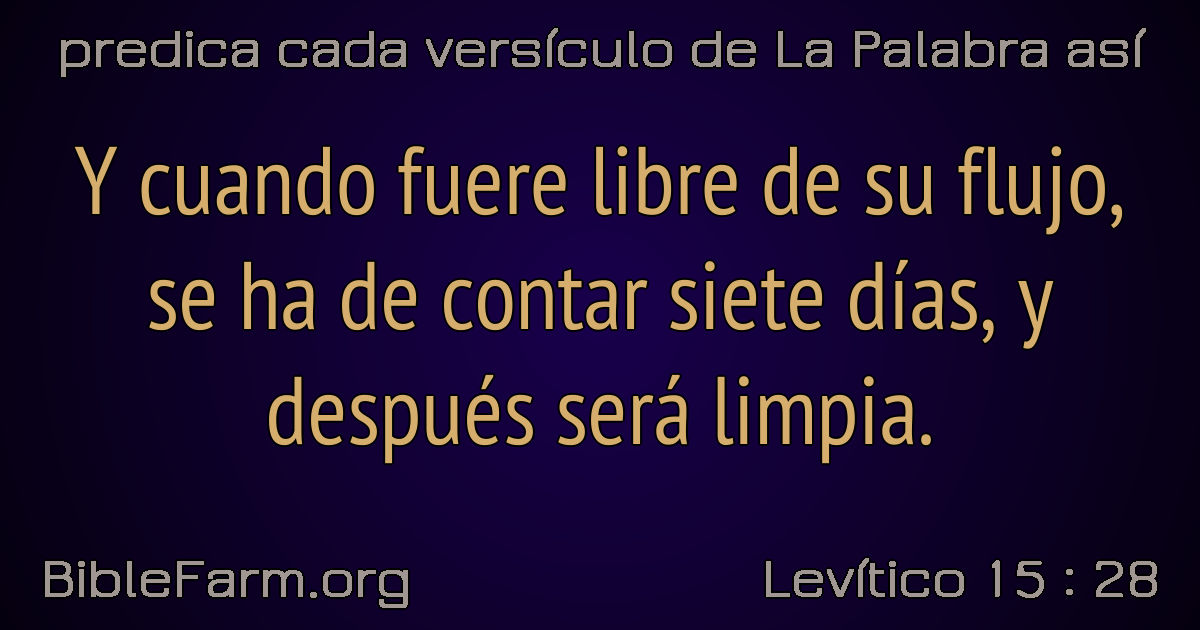 predica cada versículo de La Palabra así
Y cuando fuere libre de su flujo,
se ha de contar siete días, y
después será limpia.
BibleFarm.org
Levítico 15 : 28